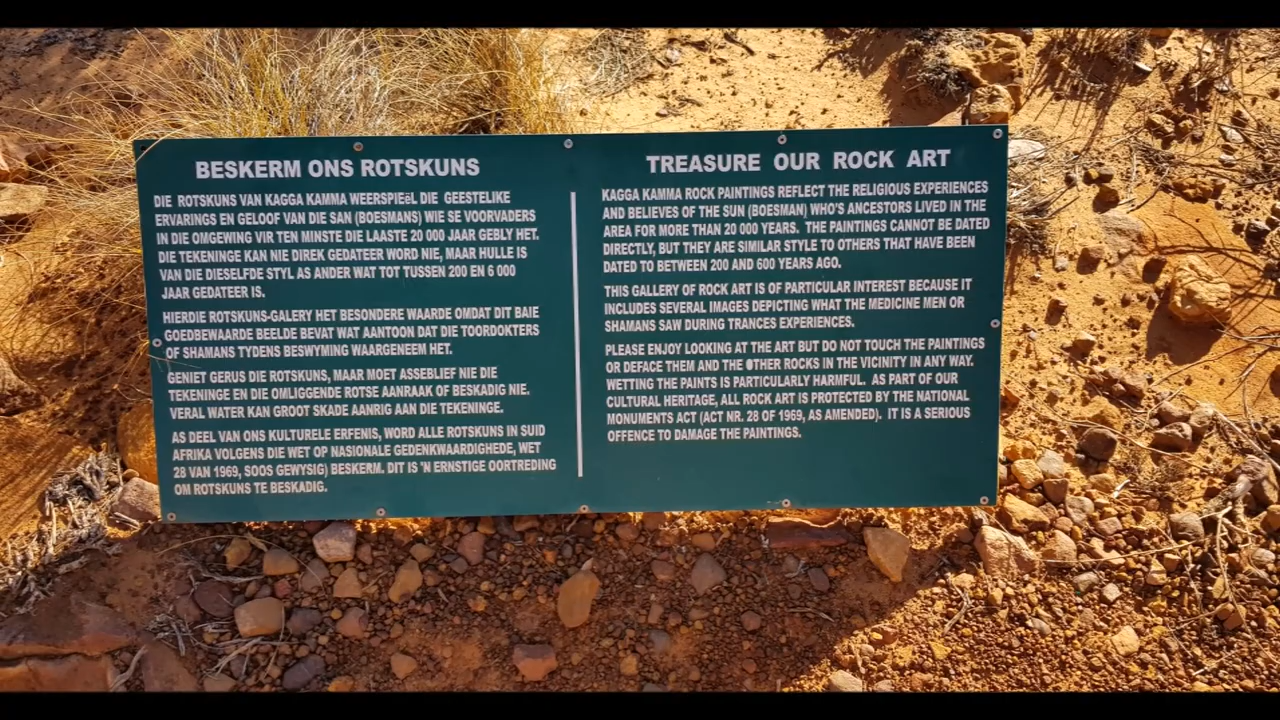 BESKERM ONS ROTSKUNS
DIE ROTSKUNS VAN KAGGA KAMMA WEERSPIEëL DIE GEESTELIKE
ERVARINGS EN GELOOF VAN DIE SAN (BOESMANS) WIE SE VOORVADERS
IN DIE OMGEWING VIR TEN MINSTE DIE LAASTE 20 000 JAAR GEBLY HET.
DIE TEKENINGE KAN NIE DIREK GEDATEER WORD NIE, MAAR HULLE IS
VAN DIE DIESELFDE STYL AS ANDER WAT TOT TUSSEN 200 EN 6 000
JAAR GEDATEER IS.
HIERDIE ROTSKUNS-GALERY HET BESONDERE WAARDE OMDAT DIT BAIE
GOEDBEWAARDE BEELDE BEVAT WAT AANTOON DAT DIE TOORDOKTERS
OF SHAMANS TYDENS BESWYMING WAARGENEEM HET.
GENIET GERUS DIE ROTSKUNS, MAAR MOET ASSEBLIEF NIE DIE
TEKENINGE EN DIE OMLIGGENDE ROTSE AANRAAK OF BESKADIG NIE.
VERAL WATER KAN GROOT SKADE AANRIG AAN DIE TEKENINGE.
AS DEEL VAN ONS KULTURELE ERFENIS, WORD ALLE ROTSKUNS IN SUID
AFRIKA VOLGENS DIE WET OP NASIONALE GEDENKWAARDIGHEDE, WET
28 VAN 1969, SOOS GEWYSIG) BESKERM. DIT IS 'N ERNSTIGE OORTREDING
OM ROTSKUNS TE BESKADIG.
TREASURE OUR ROCK ART
KAGGA KAMMA ROCK PAINTINGS REFLECT THE RELIGIOUS EXPERIENCES
AND BELIEVES OF THE SUN (BOESMAN) WHO'S ANCESTORS LIVED IN THE
AREA FOR MORE THAN 20 000 YEARS. THE PAINTINGS CANNOT BE DATED
DIRECTLY, BUT THEY ARE SIMILAR STYLE TO OTHERS THAT HAVE BEEN
DATED TO BETWEEN 200 AND 600 YEARS AGO.
THIS GALLERY OF ROCK ART IS OF PARTICULAR INTEREST BECAUSE IT
INCLUDES SEVERAL IMAGES DEPICTING WHAT THE MEDICINE MEN OR
SHAMANS SAW DURING TRANCES EXPERIENCES.
PLEASE ENJOY LOOKING AT THE ART BUT DO NOT TOUCH THE PAINTINGS
OR DEFACE THEM AND THE OTHER ROCKS IN THE VICINITY IN ANY WAY.
WETTING THE PAINTS IS PARTICULARLY HARMFUL. AS PART OF OUR
CULTURAL HERITAGE, ALL ROCK ART IS PROTECTED BY THE NATIONAL
MONUMENTS ACT (ACT NR. 28 OF 1969, AS AMENDED). IT IS A SERIOUS
OFFENCE TO DAMAGE THE PAINTINGS.